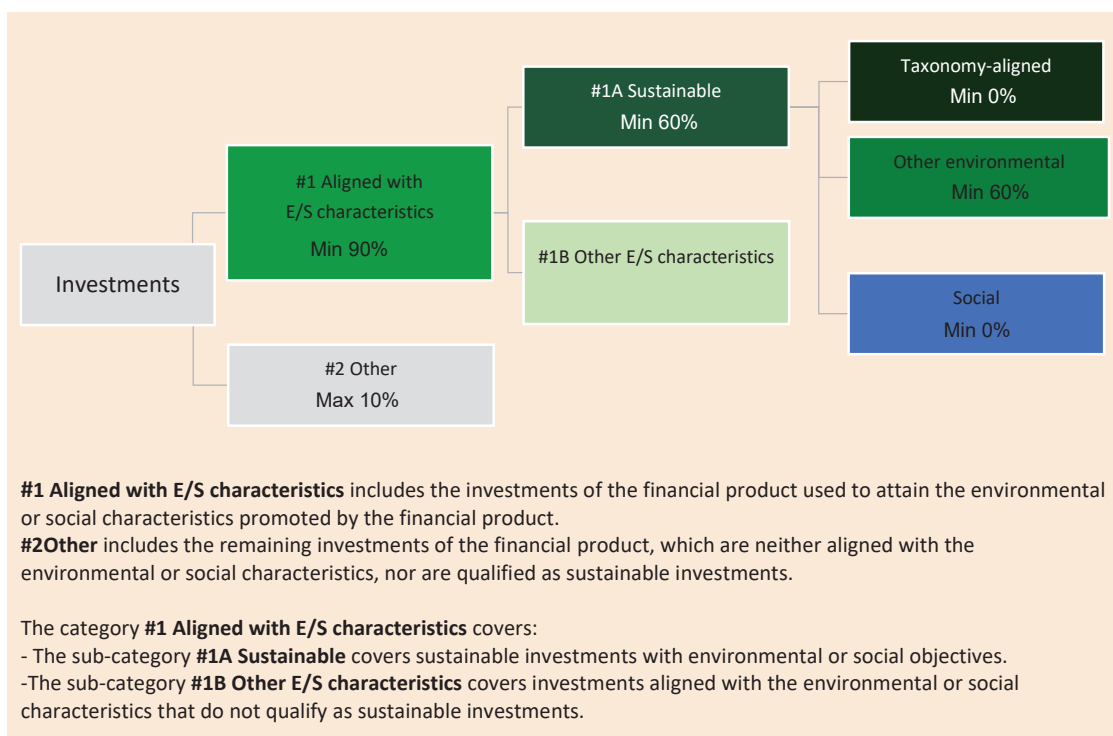 Investments
#1 Aligned with
E/S characteristics
Min 90%
#2 Other
Max 10%
#1A Sustainable
Min 60%
#1B Other E/S characteristics
Taxonomy-aligned
Min 0%
Other environmental
Min 60%
Social
Min 0%
#1 Aligned with E/S characteristics includes the investments of the financial product used to attain the environmental
or social characteristics promoted by the financial product.
#2Other includes the remaining investments of the financial product, which are neither aligned with the
environmental or social characteristics, nor are qualified as sustainable investments.
The category #1 Aligned with E/S characteristics covers:
- The sub-category #1A Sustainable covers sustainable investments with environmental or social objectives.
-The sub-category #1B Other E/S characteristics covers investments aligned with the environmental or social
characteristics that do not qualify as sustainable investments.